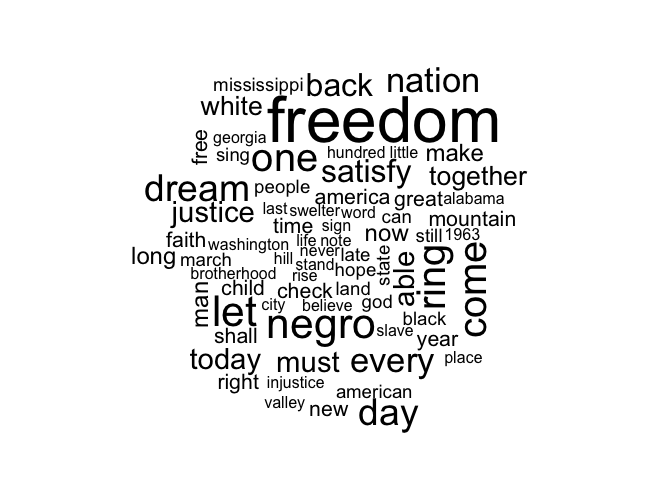 mississippi back nation
white freedom
free georgia
sing one hundred little make
satisfy together
dream people america great alabama
justice last swelter word can mountain
time sign now still 1963
faith washington life note
long march hill never late
brotherhood stand hope state able ring come
rise
man child check land
city believe god
let negro slave black
shall year
today must every place
right injustice american
valley new day